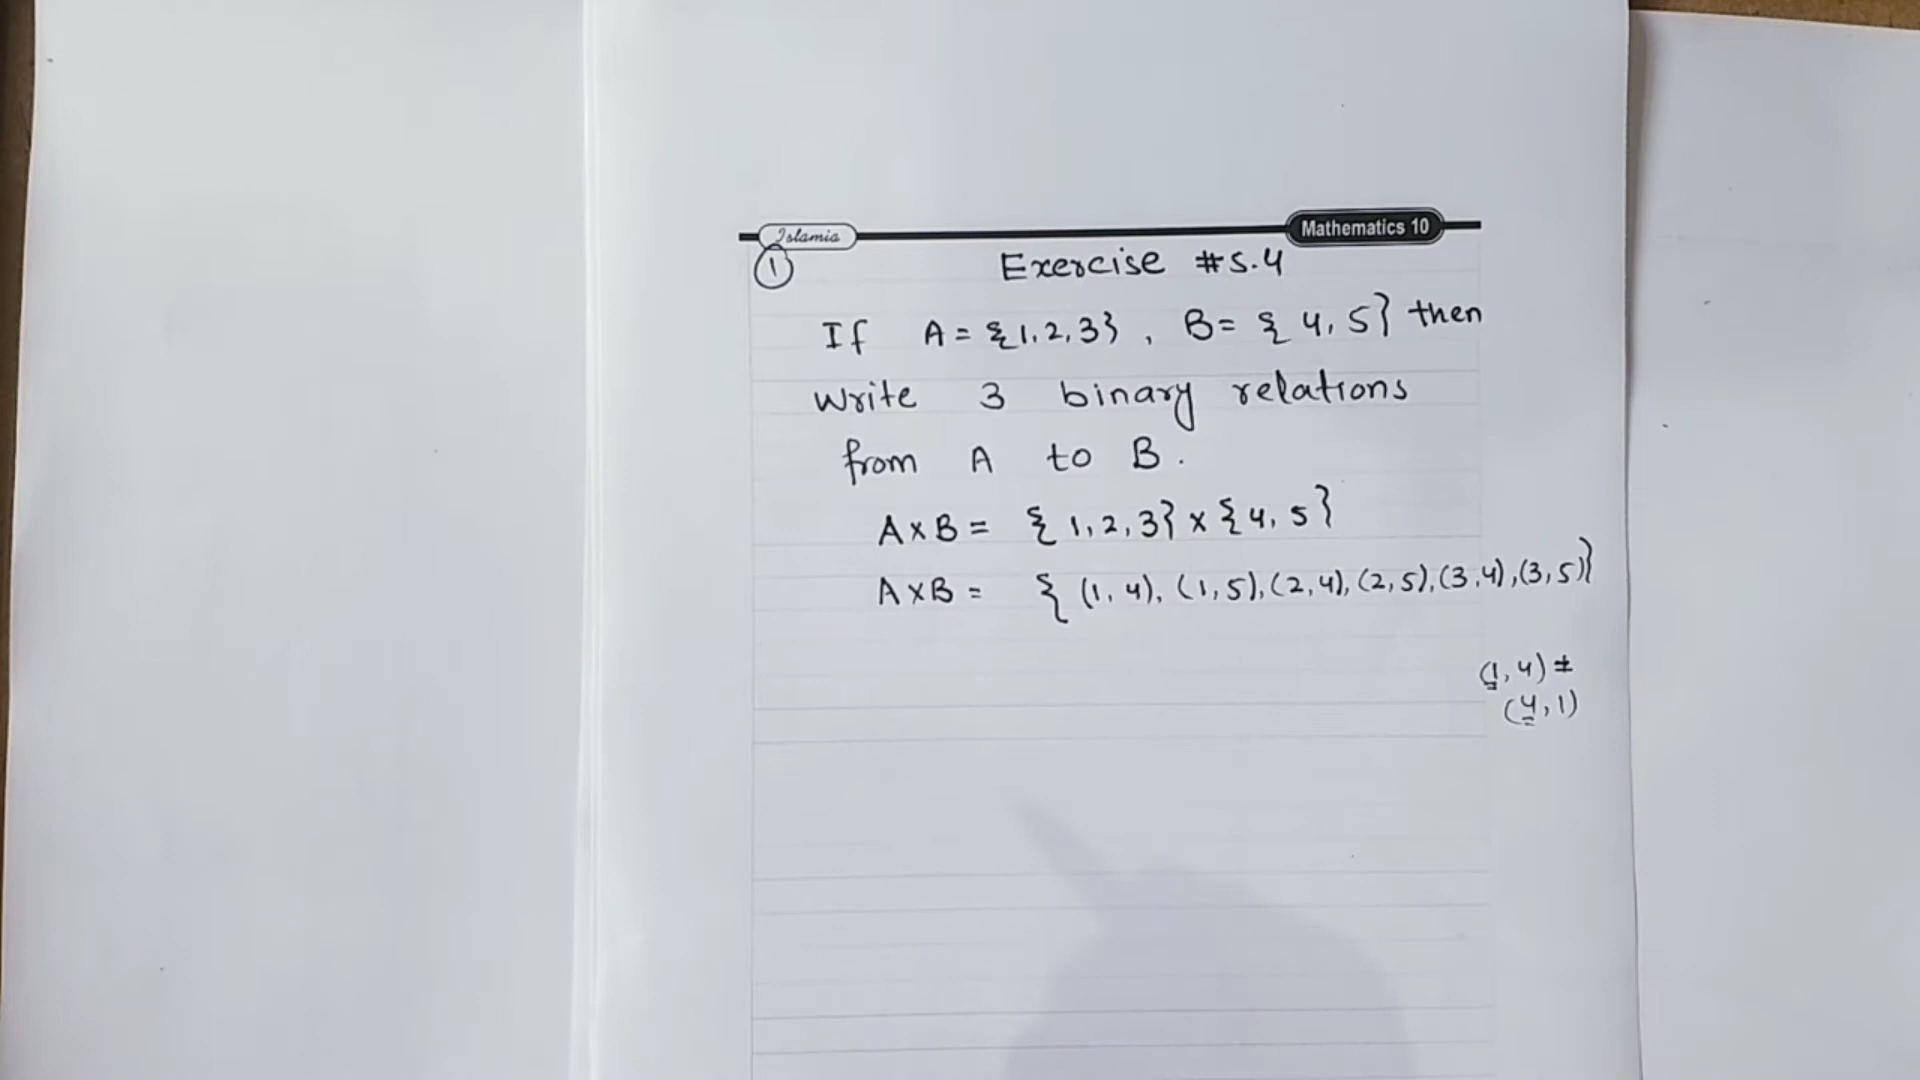 Islamia
Mathematics 10
① Exercise #5.4
If A = {1, 2, 3} , B = { 4, 5} then
write 3 binary relations
from A to B.
A×B = { 1, 2, 3} × { 4, 5}
A×B = { (1, 4), (1, 5), (2, 4), (2, 5), (3, 4), (3, 5)}
(1, 4) ≠
(4, 1)